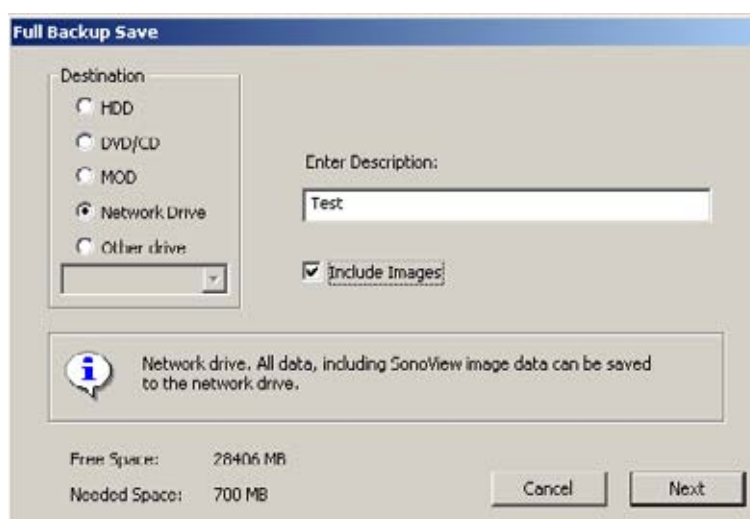 Full Backup Save
Destination
HDD
DVD/CD
MOD
Network Drive
Other drive
Enter Description:
Test
Include Images
Network drive. All data, including SonoView image data can be saved
to the network drive.
Free Space: 28406 MB
Needed Space: 700 MB
Cancel
Next